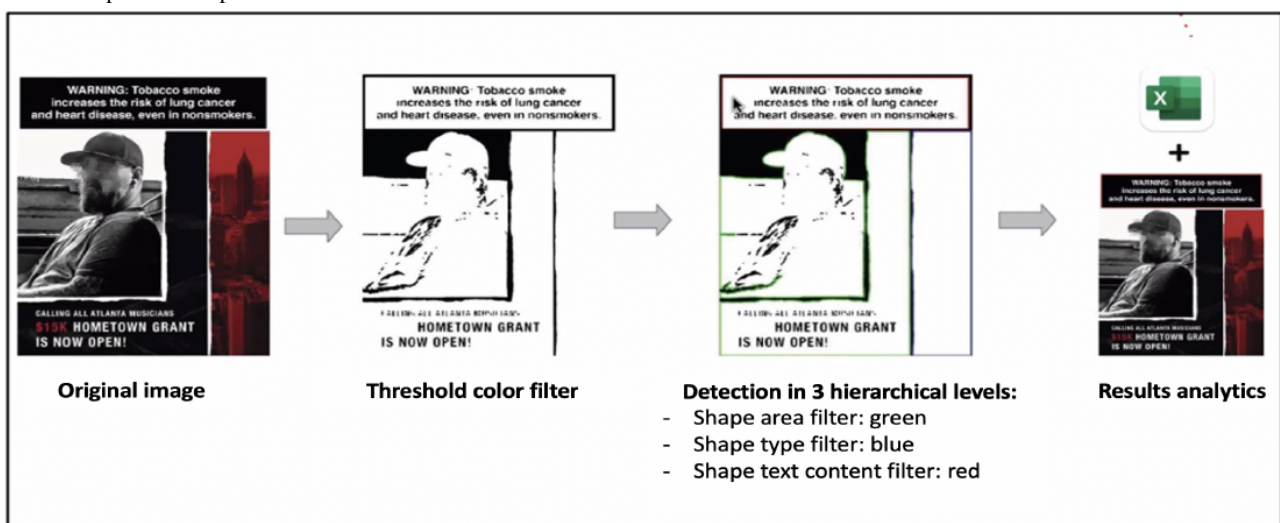 WARNING: Tobacco smoke
increases the risk of lung cancer
and heart disease, even in nonsmokers.
CALLING ALL ATLANTA MUSICIANS
$15K HOMETOWN GRANT
IS NOW OPEN!
Original image
WARNING: Tobacco smoke
increases the risk of lung cancer
and heart disease, even in nonsmokers.
HOMETOWN GRANT
IS NOW OPEN!
Threshold color filter
WARNING: Tobacco smoke
increases the risk of lung cancer
and heart disease, even in nonsmokers.
HOMETOWN GRANT
IS NOW OPEN!
Detection in 3 hierarchical levels:
- Shape area filter: green
- Shape type filter: blue
- Shape text content filter: red
X
+
WARNING: Tobacco smoke
increases the risk of lung cancer
and heart disease, even in nonsmokers.
CALLING ALL ATLANTA MUSICIANS
$15K HOMETOWN GRANT
IS NOW OPEN!
Results analytics